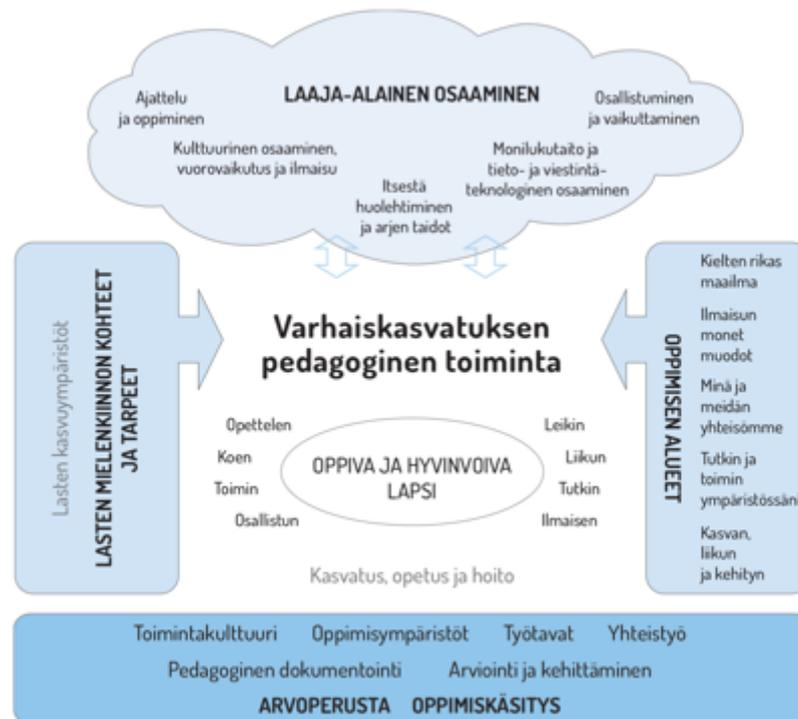 LAAJA-ALAINEN OSAAMINEN
Ajattelu
ja oppiminen
Osallistuminen
ja vaikuttaminen
Kulttuurinen osaaminen,
vuorovaikutus ja ilmaisu
Monilukutaito ja
tieto- ja viestintä-
teknologinen osaaminen
Itsestä
huolehtiminen
ja arjen taidot
Lasten kasvuympäristöt
LASTEN MIELENKIINNON KOHTEET
JA TARPEET
Varhaiskasvatuksen
pedagoginen toiminta
Opettelen
Koen
Toimin
Osallistun
OPPIVA JA HYVINVOIVA
LAPSI
Leikin
Liikun
Tutkin
Ilmaisen
Kasvatus, opetus ja hoito
OPPIMISEN ALUEET
Kielten rikas
maailma
Ilmaisun
monet
muodot
Minä ja
meidän
yhteisömme
Tutkin ja
toimin
ympäristössäni
Kasvan,
liikun
ja kehityn
Toimintakulttuuri Oppimisympäristöt Työtavat Yhteistyö
Pedagoginen dokumentointi Arviointi ja kehittäminen
ARVOPERUSTA OPPIMISKÄSITYS